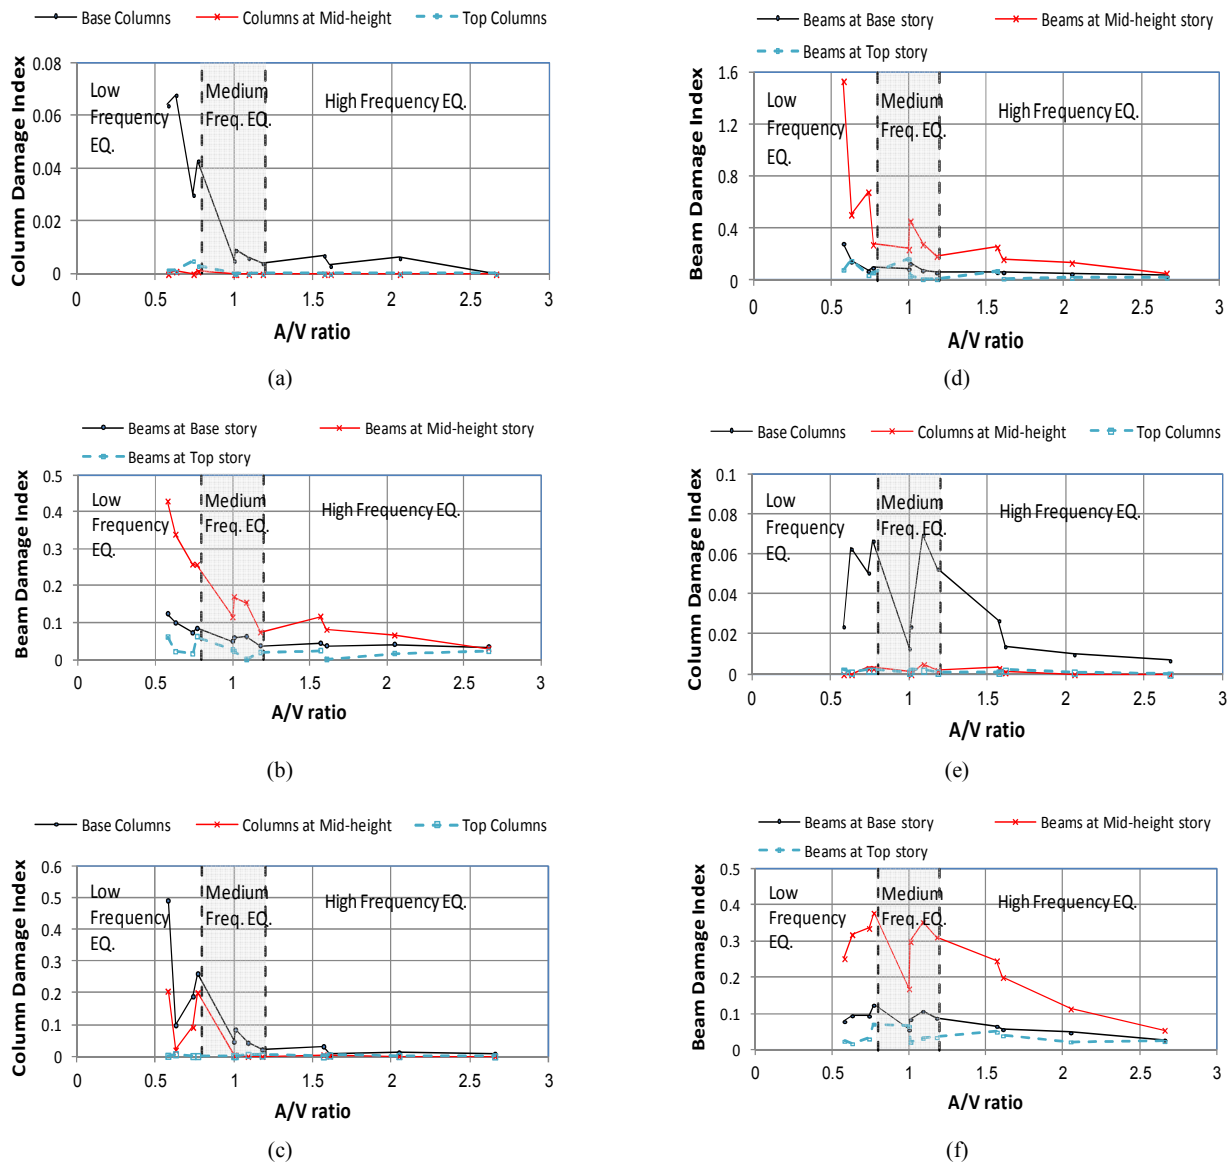 Base Columns
Columns at Mid-height
Top Columns
Column Damage Index
0.08
0.06
0.04
0.02
0
Low
Frequency
EQ.
Medium
Freq. EQ.
High Frequency EQ.
0
0.5
1
1.5
2
2.5
3
A/V ratio
(a)
Beams at Base story
Beams at Mid-height story
Beams at Top story
Beam Damage Index
0.5
0.4
0.3
0.2
0.1
0
Low
Frequency
EQ.
Medium
Freq. EQ.
High Frequency EQ.
0
0.5
1
1.5
2
2.5
3
A/V ratio
(b)
Base Columns
Columns at Mid-height
Top Columns
Column Damage Index
0.6
0.5
0.4
0.3
0.2
0.1
0
Low
Frequency
EQ.
Medium
Freq. EQ.
High Frequency EQ.
0
0.5
1
1.5
2
2.5
3
A/V ratio
(c)
Beams at Base story
Beams at Mid-height story
Beams at Top story
Beam Damage Index
1.6
1.2
0.8
0.4
0
Low
Frequency
EQ.
Medium
Freq. EQ.
High Frequency EQ.
0
0.5
1
1.5
2
2.5
3
A/V ratio
(d)
Base Columns
Columns at Mid-height
Top Columns
Column Damage Index
0.1
0.08
0.06
0.04
0.02
0
Low
Frequency
EQ.
Medium
Freq. EQ.
High Frequency EQ.
0
0.5
1
1.5
2
2.5
3
A/V ratio
(e)
Beams at Base story
Beams at Mid-height story
Beams at Top story
Beam Damage Index
0.5
0.4
0.3
0.2
0.1
0
Low
Frequency
EQ.
Medium
Freq. EQ.
High Frequency EQ.
0
0.5
1
1.5
2
2.5
3
A/V ratio
(f)